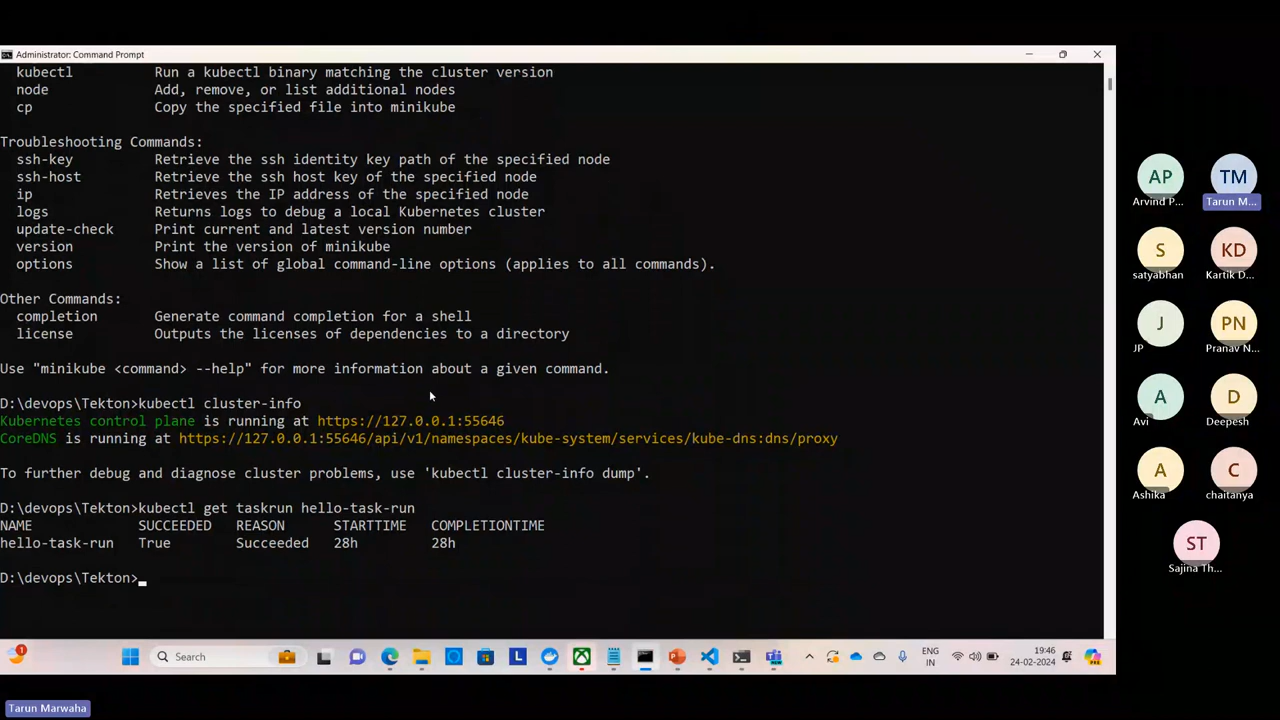 Administrator: Command Prompt
kubectl Run a kubectl binary matching the cluster version
node Add, remove, or list additional nodes
cp Copy the specified file into minikube
Troubleshooting Commands:
ssh-key Retrieve the ssh identity key path of the specified node
ssh-host Retrieve the ssh host key of the specified node
ip Retrieves the IP address of the specified node
logs Returns logs to debug a local Kubernetes cluster
update-check Print current and latest version number
version Print the version of minikube
options Show a list of global command-line options (applies to all commands).
Other Commands:
completion Generate command completion for a shell
license Outputs the licenses of dependencies to a directory
Use "minikube <command> --help" for more information about a given command.
D:\devops\Tekton>kubectl cluster-info
Kubernetes control plane is running at https://127.0.0.1:55646
CoreDNS is running at https://127.0.0.1:55646/api/v1/namespaces/kube-system/services/kube-dns:dns/proxy
To further debug and diagnose cluster problems, use 'kubectl cluster-info dump'.
D:\devops\Tekton>kubectl get taskrun hello-task-run
NAME SUCCEEDED REASON STARTTIME COMPLETIONTIME
hello-task-run True Succeeded 28h 28h
D:\devops\Tekton>
AP TM
Arvind P... Tarun M...
S KD
satyabhan Kartik D...
J PN
JP Pranav N...
A D
Avi Deepesh
A C
Ashika chaitanya
ST
Sajina Th...
1
Search
ENG
IN
19:46
24-02-2024
Tarun Marwaha